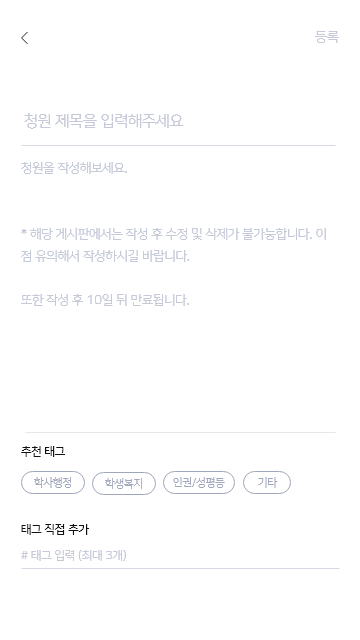 등록
청원 제목을 입력해주세요
청원을 작성해보세요.
* 해당 게시판에서는 작성 후 수정 및 삭제가 불가능합니다. 이
점 유의해서 작성하시길 바랍니다.
또한 작성 후 10일 뒤 만료됩니다.
추천 태그
학사행정 학생복지 인권/성평등 기타
태그 직접 추가
# 태그 입력 (최대 3개)